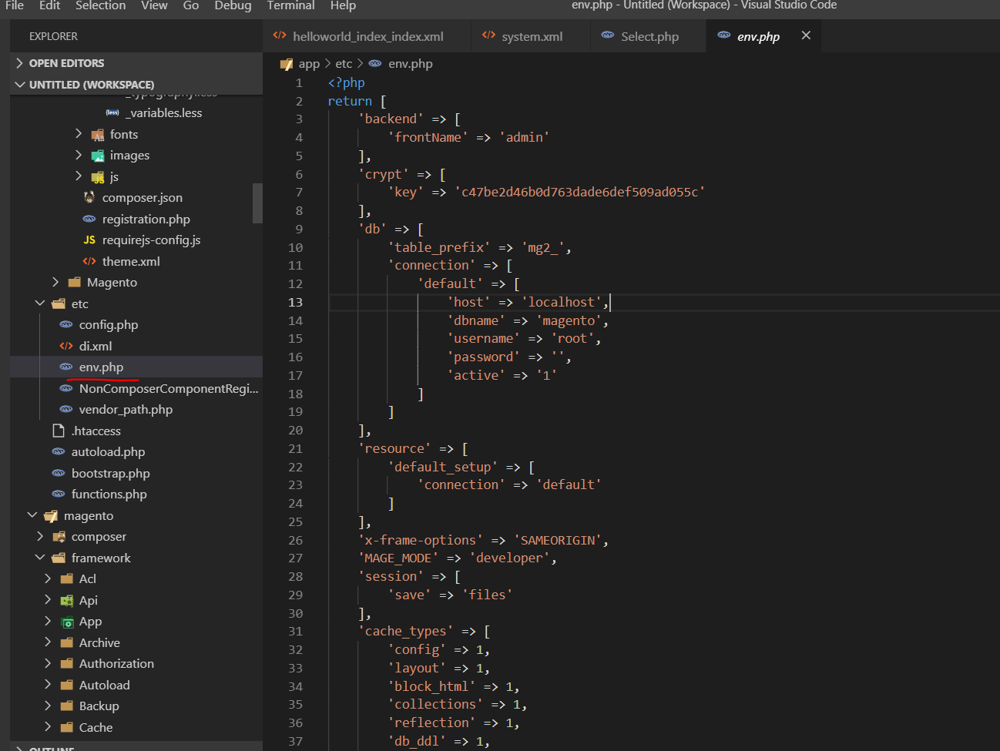 File Edit Selection View Go Debug Terminal Help env.php - Untitled (Workspace) - Visual Studio Code
EXPLORER
OPEN EDITORS
UNTITLED (WORKSPACE)
_typography.less
{less} _variables.less
fonts
images
js
composer.json
registration.php
JS requirejs-config.js
theme.xml
Magento
etc
config.php
di.xml
env.php
NonComposerComponentRegi...
vendor_path.php
.htaccess
autoload.php
bootstrap.php
functions.php
magento
composer
framework
Acl
Api
App
Archive
Authorization
Autoload
Backup
Cache
OUTLINE
helloworld_index_index.xml system.xml Select.php env.php
app > etc > env.php
1 <?php
2 return [
3 'backend' => [
4 'frontName' => 'admin'
5 ],
6 'crypt' => [
7 'key' => 'c47be2d46b0d763dade6def509ad055c'
8 ],
9 'db' => [
10 'table_prefix' => 'mg2_',
11 'connection' => [
12 'default' => [
13 'host' => 'localhost',
14 'dbname' => 'magento',
15 'username' => 'root',
16 'password' => '',
17 'active' => '1'
18 ]
19 ]
20 ],
21 'resource' => [
22 'default_setup' => [
23 'connection' => 'default'
24 ]
25 ],
26 'x-frame-options' => 'SAMEORIGIN',
27 'MAGE_MODE' => 'developer',
28 'session' => [
29 'save' => 'files'
30 ],
31 'cache_types' => [
32 'config' => 1,
33 'layout' => 1,
34 'block_html' => 1,
35 'collections' => 1,
36 'reflection' => 1,
37 'db_ddl' => 1,